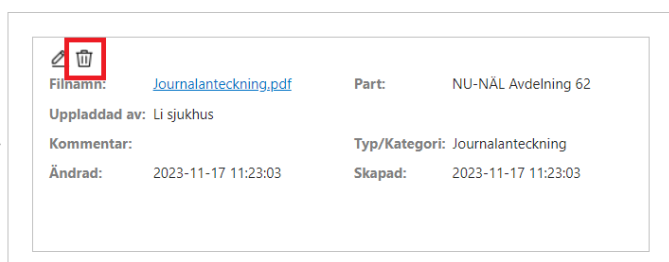 Filnamn: Journalanteckning.pdf Part: NU-NÄL Avdelning 62
Uppladdad av: Li sjukhus
Kommentar: Typ/Kategori: Journalanteckning
Ändrad: 2023-11-17 11:23:03 Skapad: 2023-11-17 11:23:03